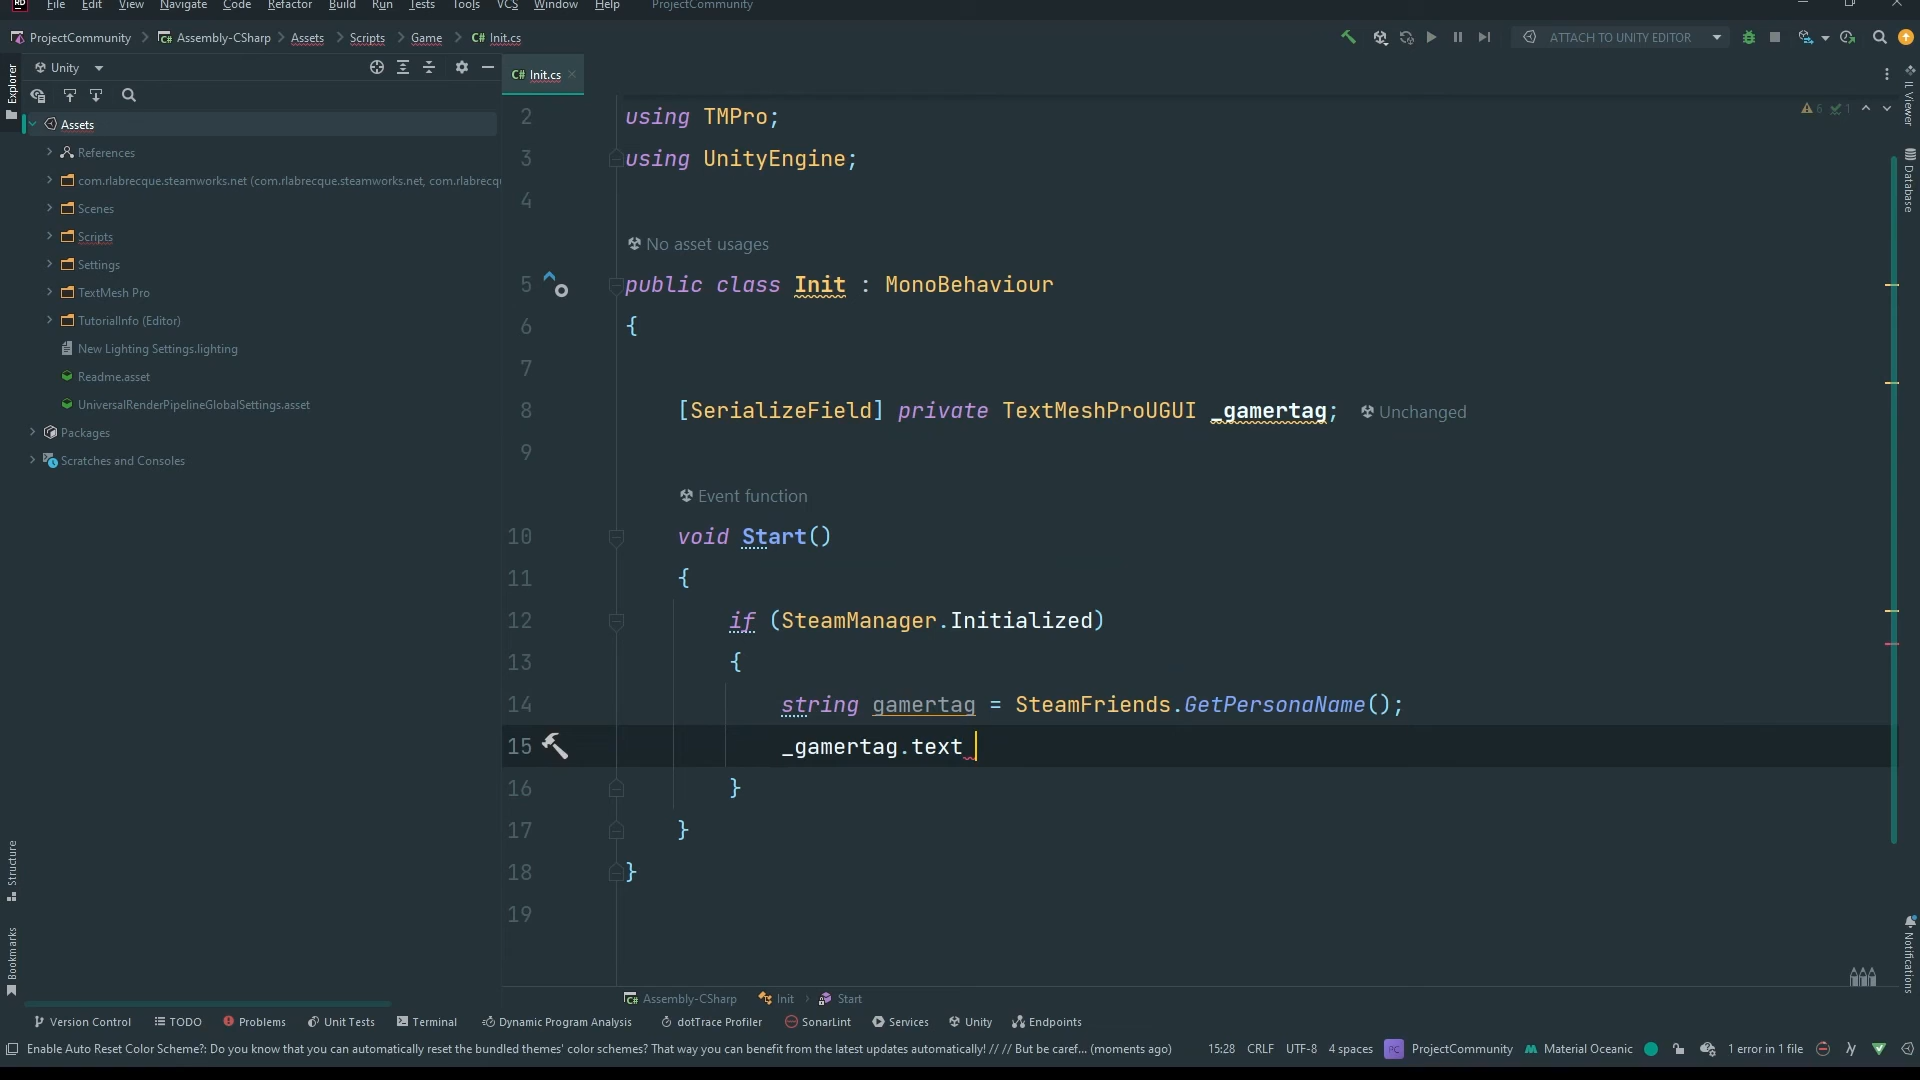 RD File Edit View Navigate Code Refactor Build Run Tests Tools VCS Window Help ProjectCommunity
ProjectCommunity Assembly-CSharp Assets Scripts Game C# Init.cs ATTACH TO UNITY EDITOR
Explorer
Unity
C# Init.cs
IL Viewer
Database
6 1
Assets
References
com.rlabrecque.steamworks.net (com.rlabrecque.steamworks.net, com.rlabrecq
Scenes
Scripts
Settings
TextMesh Pro
TutorialInfo (Editor)
New Lighting Settings.lighting
Readme.asset
UniversalRenderPipelineGlobalSettings.asset
Packages
Scratches and Consoles
2 using TMPro;
3 using UnityEngine;
4
No asset usages
5 public class Init : MonoBehaviour
6 {
7
8 [SerializeField] private TextMeshProUGUI _gamertag; Unchanged
9
Event function
10 void Start()
11 {
12 if (SteamManager.Initialized)
13 {
14 string gamertag = SteamFriends.GetPersonaName();
15 _gamertag.text
16 }
17 }
18 }
19
Structure
Bookmarks
Notifications
C# Assembly-CSharp Init Start
Version Control TODO Problems Unit Tests Terminal Dynamic Program Analysis dotTrace Profiler SonarLint Services Unity Endpoints
Enable Auto Reset Color Scheme?: Do you know that you can automatically reset the bundled themes' color schemes? That way you can benefit from the latest updates automatically! // // But be caref... (moments ago) 15:28 CRLF UTF-8 4 spaces PC ProjectCommunity Material Oceanic 1 error in 1 file